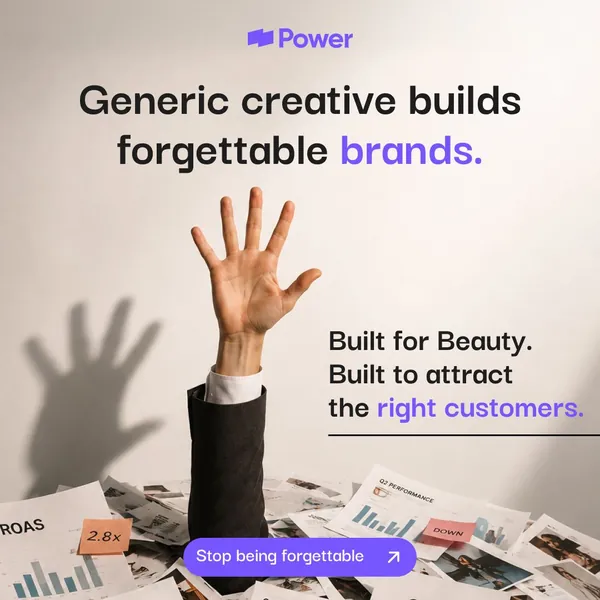 Power
Generic creative builds
forgettable brands.
Built for Beauty.
Built to attract
the right customers.
ROAS
2.8x
Q2 PERFORMANCE
DOWN
Stop being forgettable